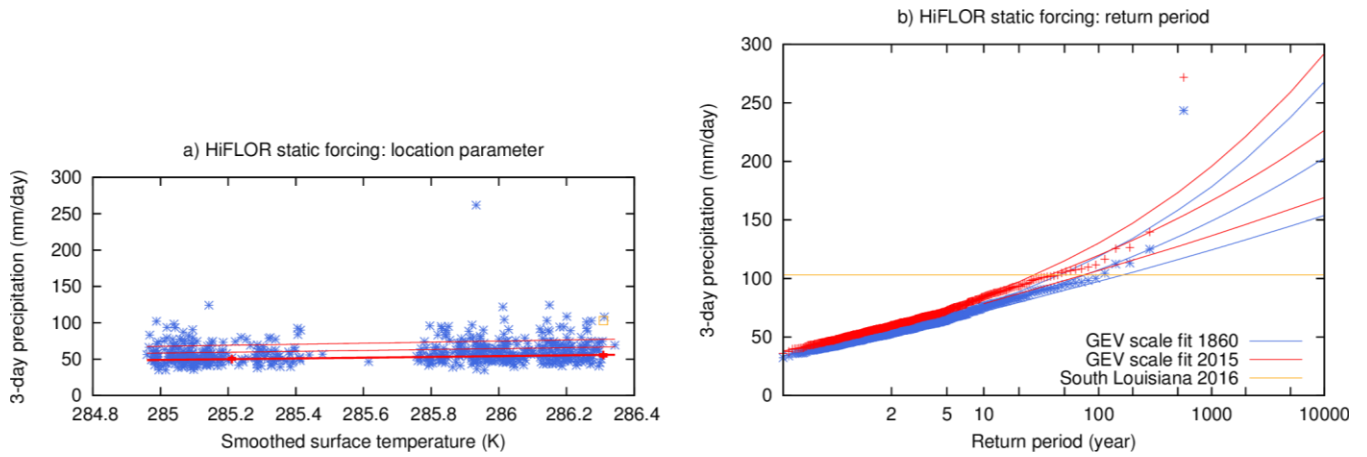 a) HiFLOR static forcing: location parameter
3-day precipitation (mm/day)
300
250
200
150
100
50
0
284.8 285 285.2 285.4 285.6 285.8 286 286.2 286.4
Smoothed surface temperature (K)
b) HiFLOR static forcing: return period
3-day precipitation (mm/day)
300
250
200
150
100
50
0
GEV scale fit 1860
GEV scale fit 2015
South Louisiana 2016
2 5 10 100 1000 10000
Return period (year)